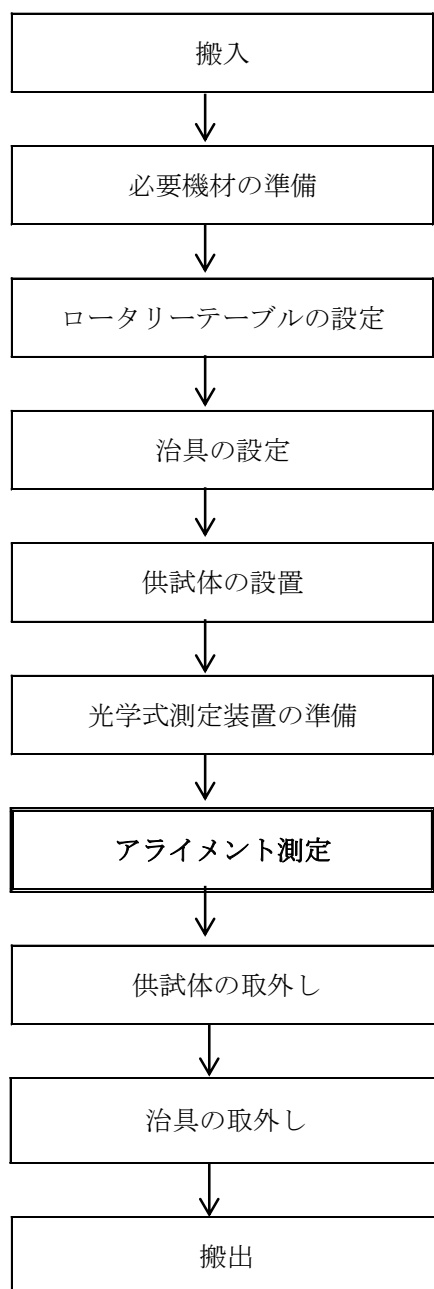 搬入
必要機材の準備
ロータリーテーブルの設定
治具の設定
供試体の設置
光学式測定装置の準備
アライメント測定
供試体の取外し
治具の取外し
搬出